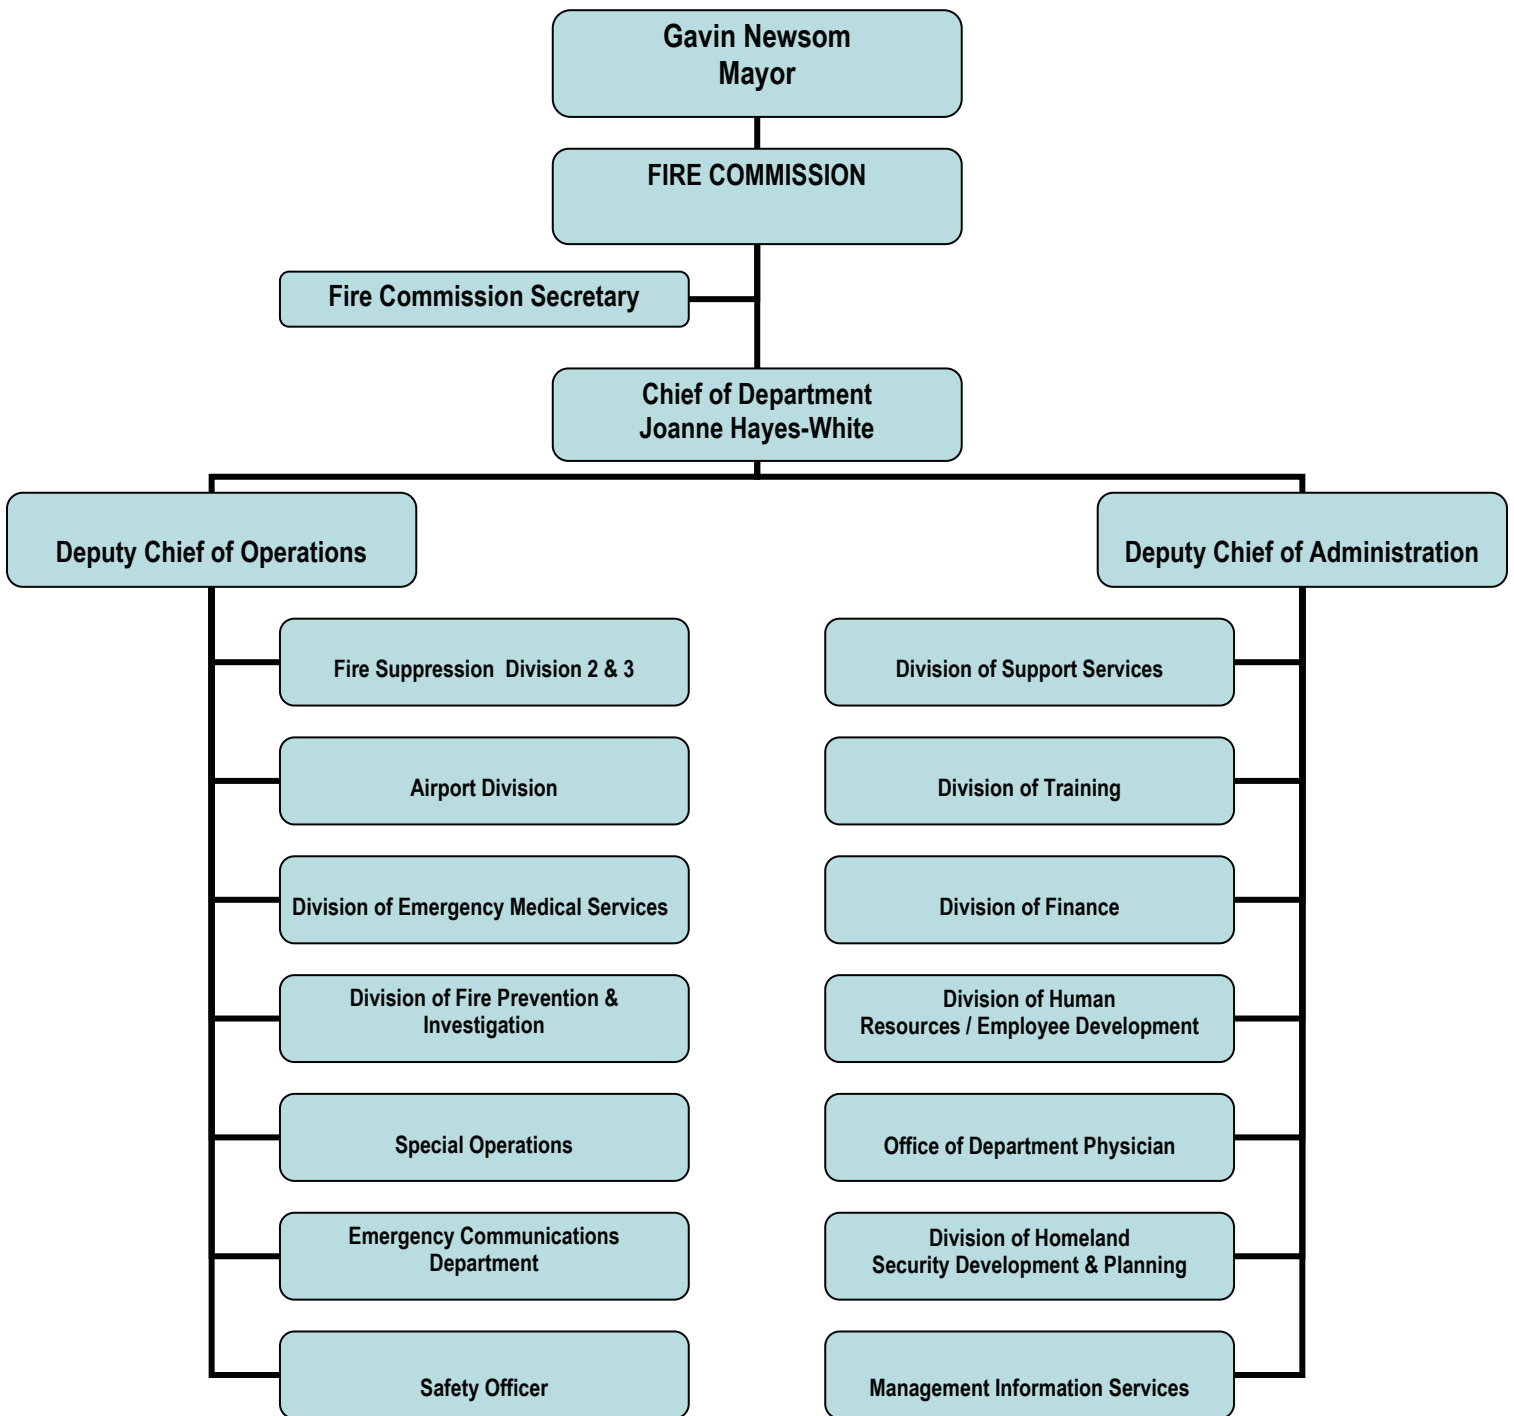 Gavin Newsom
Mayor
FIRE COMMISSION
Fire Commission Secretary
Chief of Department
Joanne Hayes-White
Deputy Chief of Operations
Deputy Chief of Administration
Fire Suppression Division 2 & 3
Airport Division
Division of Emergency Medical Services
Division of Fire Prevention &
Investigation
Special Operations
Emergency Communications
Department
Safety Officer
Division of Support Services
Division of Training
Division of Finance
Division of Human
Resources / Employee Development
Office of Department Physician
Division of Homeland
Security Development & Planning
Management Information Services